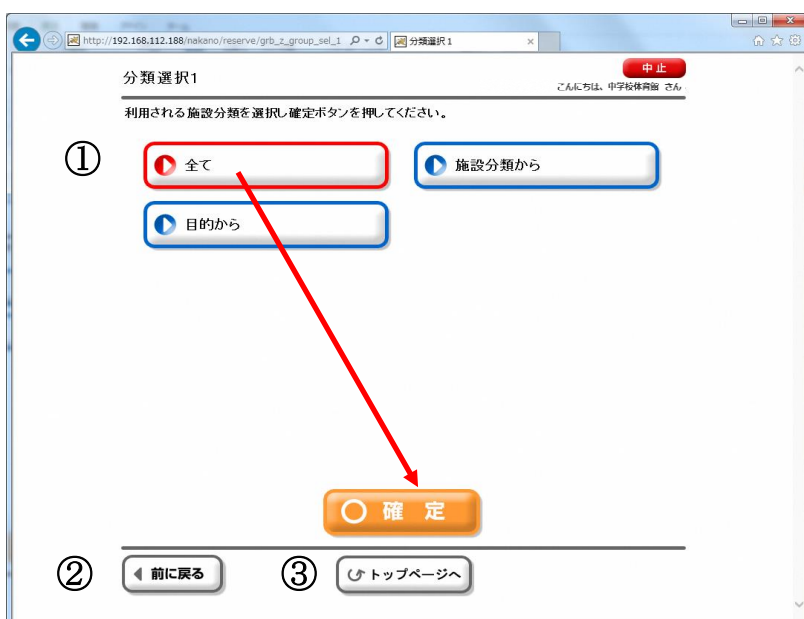 http://192.168.112.188/nakano/reserve/grb_z_group_sel_1
分類選択1
分類選択1
中止
こんにちは、中学校体育館 さん
利用される施設分類を選択し確定ボタンを押してください。
①
全て
施設分類から
目的から
確 定
②
前に戻る
③
トップページへ